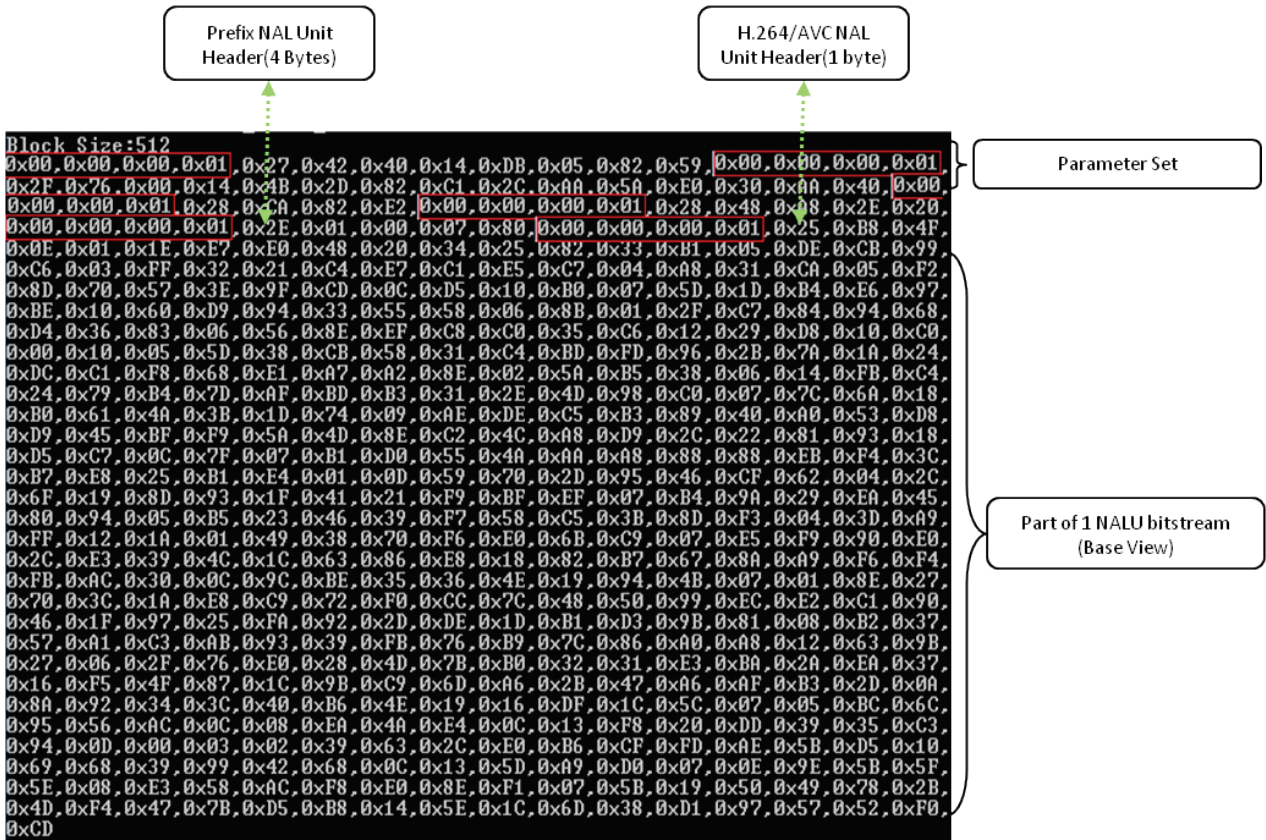 Prefix NAL Unit
Header(4 Bytes)
H.264/AVC NAL
Unit Header(1 byte)
Block Size:512
0x00,0x00,0x00,0x01,0x27,0x42,0x40,0x14,0xDB,0x05,0x82,0x59,0x00,0x00,0x00,0x01,
0x2F,0x76,0x00,0x14,0x4B,0x2D,0x82,0xC1,0x2C,0xAA,0x5A,0xE0,0x30,0xAA,0x40,0x00
0x00,0x00,0x01,0x28,0xCA,0x82,0xE2,0x00,0x00,0x00,0x01,0x28,0x48,0x08,0x2E,0x20,
0x00,0x00,0x00,0x01,0x2E,0x01,0x00,0x07,0x80,0x00,0x00,0x00,0x01,0x25,0xB8,0x4F,
0x0E,0x01,0x1E,0xE7,0xE0,0x48,0x20,0x34,0x25,0x82,0x33,0xB1,0x05,0xDE,0xCB,0x99
0xC6,0x03,0xFF,0x32,0x21,0xC4,0xE7,0xC1,0xE5,0xC7,0x04,0xA8,0x31,0xCA,0x05,0xF2,
0x8D,0x70,0x57,0x3E,0x9F,0xCD,0x0C,0xD5,0x10,0xB0,0x07,0x5D,0x1D,0xB4,0xE6,0x97,
0xBE,0x10,0x60,0xD9,0x94,0x33,0x55,0x58,0x06,0x8B,0x01,0x2F,0xC7,0x84,0x94,0x68,
0xD4,0x36,0x83,0x06,0x56,0x8E,0xEF,0xC8,0xC0,0x35,0xC6,0x12,0x29,0xD8,0x10,0xC0
0x00,0x10,0x05,0x5D,0x38,0xCB,0x58,0x31,0xC4,0xBD,0xFD,0x96,0x2B,0x7A,0x1A,0x24,
0xDC,0xC1,0xF8,0x68,0xE1,0xA7,0xA2,0x8E,0x02,0x5A,0xB5,0x38,0x06,0x14,0xFB,0xC4,
0x24,0x79,0xB4,0x7D,0xAF,0xBD,0xB3,0x31,0x2E,0x4D,0x98,0xC0,0x07,0x7C,0x6A,0x18,
0xB0,0x61,0x4A,0x3B,0x1D,0x74,0x09,0xAE,0xDE,0xC5,0xB3,0x89,0x40,0xA0,0x53,0xD8
0xD9,0x45,0xBF,0xF9,0x5A,0x4D,0x8E,0xC2,0x4C,0xA8,0xD9,0x2C,0x22,0x81,0x93,0x18,
0xD5,0xC7,0x0C,0x7F,0x07,0xB1,0xD0,0x55,0x4A,0xAA,0xA8,0x88,0x88,0xEB,0xF4,0x3C,
0xB7,0xE8,0x25,0xB1,0xE4,0x01,0x0D,0x59,0x70,0x2D,0x95,0x46,0xCF,0x62,0x04,0x2C,
0x6F,0x19,0x8D,0x93,0x1F,0x41,0x21,0xF9,0xBF,0xEF,0x07,0xB4,0x9A,0x29,0xEA,0x45
0x80,0x94,0x05,0xB5,0x23,0x46,0x39,0xF7,0x58,0xC5,0x3B,0x8D,0xF3,0x04,0x3D,0xA9,
0xFF,0x12,0x1A,0x01,0x49,0x38,0x70,0xF6,0xE0,0x6B,0xC9,0x07,0xE5,0xF9,0x90,0xE0
0x2C,0xE3,0x39,0x4C,0x1C,0x63,0x86,0xE8,0x18,0x82,0xB7,0x67,0x8A,0xA9,0xF6,0xF4
0xFB,0xAC,0x30,0x0C,0x9C,0xBE,0x35,0x36,0x4E,0x19,0x94,0x4B,0x07,0x01,0x8E,0x27
0x70,0x3C,0x1A,0xE8,0xC9,0x72,0xF0,0xCC,0x7C,0x48,0x50,0x99,0xEC,0xE2,0xC1,0x90,
0x46,0x1F,0x97,0x25,0xFA,0x92,0x2D,0xDE,0x1D,0xB1,0xD3,0x9B,0x81,0x08,0xB2,0x37,
0x57,0xA1,0xC3,0xAB,0x93,0x39,0xFB,0x76,0xB9,0x7C,0x86,0xA0,0xA8,0x12,0x63,0x9B,
0x27,0x06,0x2F,0x76,0xE0,0x28,0x4D,0x7B,0xB0,0x32,0x31,0xE3,0xBA,0x2A,0xEA,0x37
0x16,0xF5,0x4F,0x87,0x1C,0x9B,0xC9,0x6D,0xA6,0x2B,0x47,0xA6,0xAF,0xB3,0x2D,0x0A,
0x8A,0x92,0x34,0x3C,0x40,0xB6,0x4E,0x19,0x16,0xDF,0x1C,0x5C,0x07,0x05,0xBC,0x6C,
0x95,0x56,0xAC,0x0C,0x08,0xEA,0x4A,0xE4,0x0C,0x13,0xF8,0x20,0xDD,0x39,0x35,0xC3
0x94,0x0D,0x00,0x03,0x02,0x39,0x63,0x2C,0xE0,0xB6,0xCF,0xFD,0xAE,0x5B,0xD5,0x10,
0x69,0x68,0x39,0x99,0x42,0x68,0x0C,0x13,0x5D,0xA9,0xD0,0x07,0x0E,0x9E,0x5B,0x5F,
0x5E,0x08,0xE3,0x58,0xAC,0xF8,0xE0,0x8E,0xF1,0x07,0x5B,0x19,0x50,0x49,0x78,0x2B,
0x4D,0xF4,0x47,0x7B,0xD5,0xB8,0x14,0x5E,0x1C,0x6D,0x38,0xD1,0x97,0x57,0x52,0xF0,
0xCD
Parameter Set
Part of 1 NALU bitstream
(Base View)